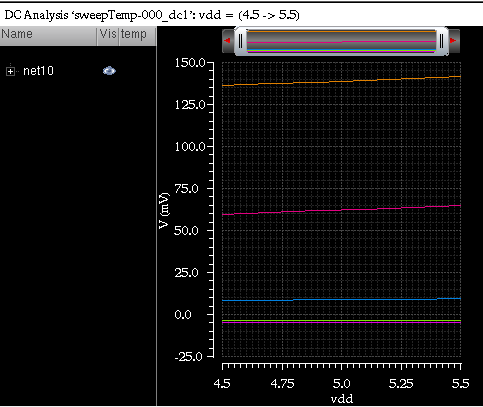 DC Analysis 'sweepTemp-000_dc1': vdd = (4.5 -> 5.5)
Name Vis temp
net10
150.0
125.0
100.0
75.0
50.0
25.0
0.0
-25.0
V (mV)
4.5 4.75 5.0 5.25 5.5
vdd